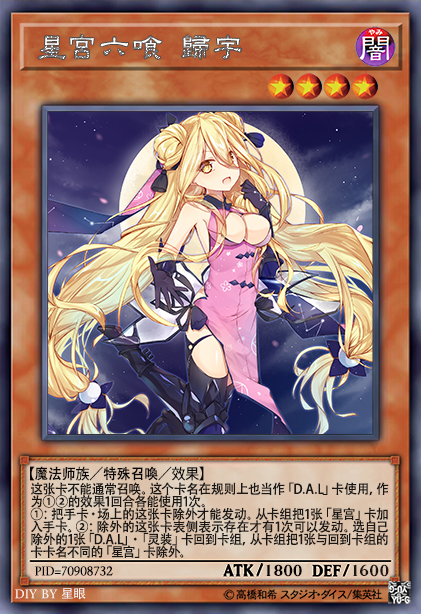 星宮六喰 歸宇
やみ
闇
【魔法师族／特殊召唤／效果】
这张卡不能通常召唤。这个卡名在规则上也当作「D.A.L」卡使用，作
为①②的效果1回合各能使用1次。
①：把手卡・场上的这张卡除外才能发动。从卡组把1张「星宫」卡加
入手卡。②：除外的这张卡表侧表示存在才有1次可以发动。选自己
除外的1张「D.A.L」・「灵装」卡回到卡组，从卡组把1张与回到卡组的
卡卡名不同的「星宫」卡除外。
PID=70908732
ATK/1800 DEF/1600
DIY BY 星眼
©高橋和希 スタジオ・ダイス/集英社